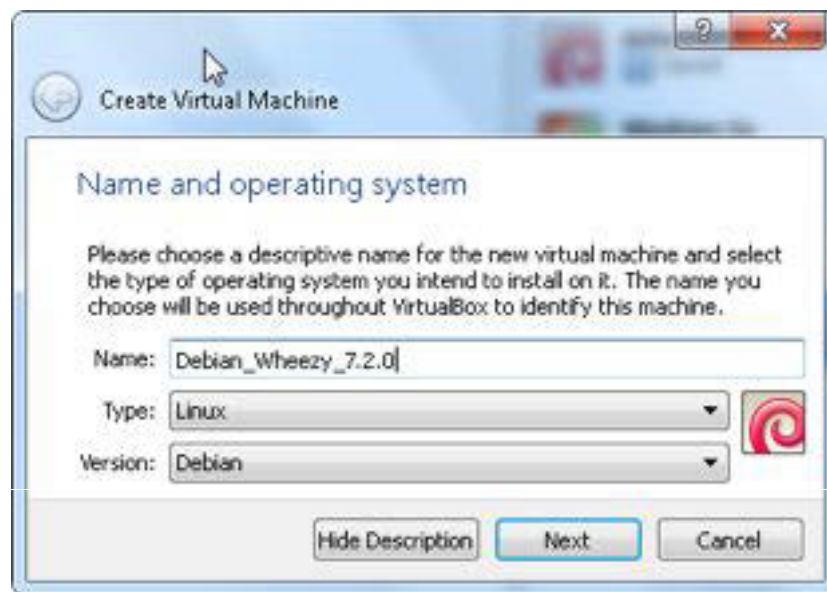 Create Virtual Machine
Name and operating system
Please choose a descriptive name for the new virtual machine and select
the type of operating system you intend to install on it. The name you
choose will be used throughout VirtualBox to identify this machine.
Name: Debian_Wheezy_7.2.0
Type: Linux
Version: Debian
Hide Description Next Cancel